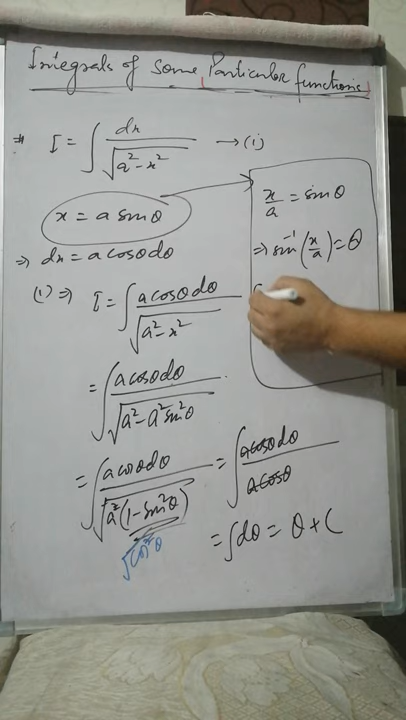 Integrals of Some Particular functions
⇒ I = ∫ dx / √(a² - x²) → (i)
x = a sinθ
⇒ dx = a cosθ dθ
x/a = sinθ
⇒ sin⁻¹(x/a) = θ
(i) ⇒ I = ∫ a cosθ dθ / √(a² - x²)
= ∫ a cosθ dθ / √(a² - a² sin²θ)
= ∫ a cosθ dθ / √(a² (1 - sin²θ)) = ∫ a cosθ dθ / a cosθ
√cos²θ
= ∫ dθ = θ + C